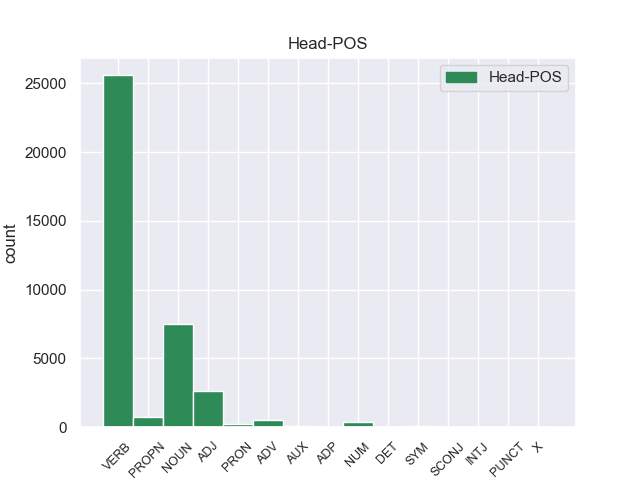 Head-POS
Head-POS
25000
20000
15000
10000
5000
0
count
VERB PROPN NOUN ADJ PRON ADV AUX ADP NUM DET SYM SCONJ INTJ PUNCT X